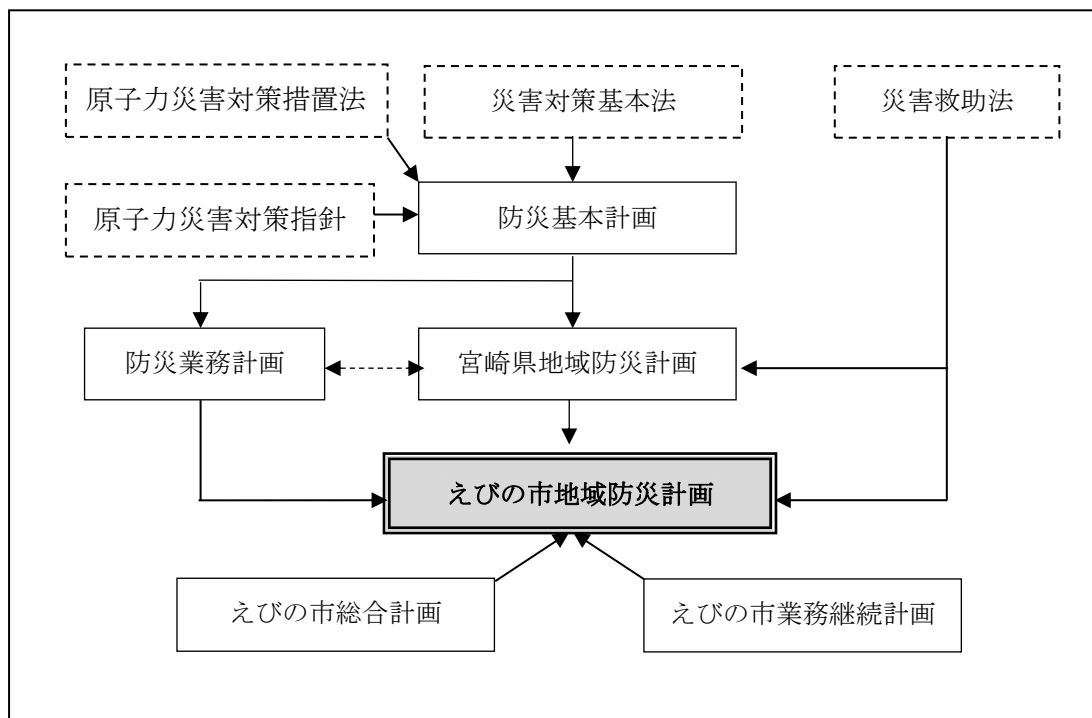 原子力災害対策措置法
災害対策基本法
災害救助法
原子力災害対策指針
防災基本計画
防災業務計画
宮崎県地域防災計画
えびの市地域防災計画
えびの市総合計画
えびの市業務継続計画